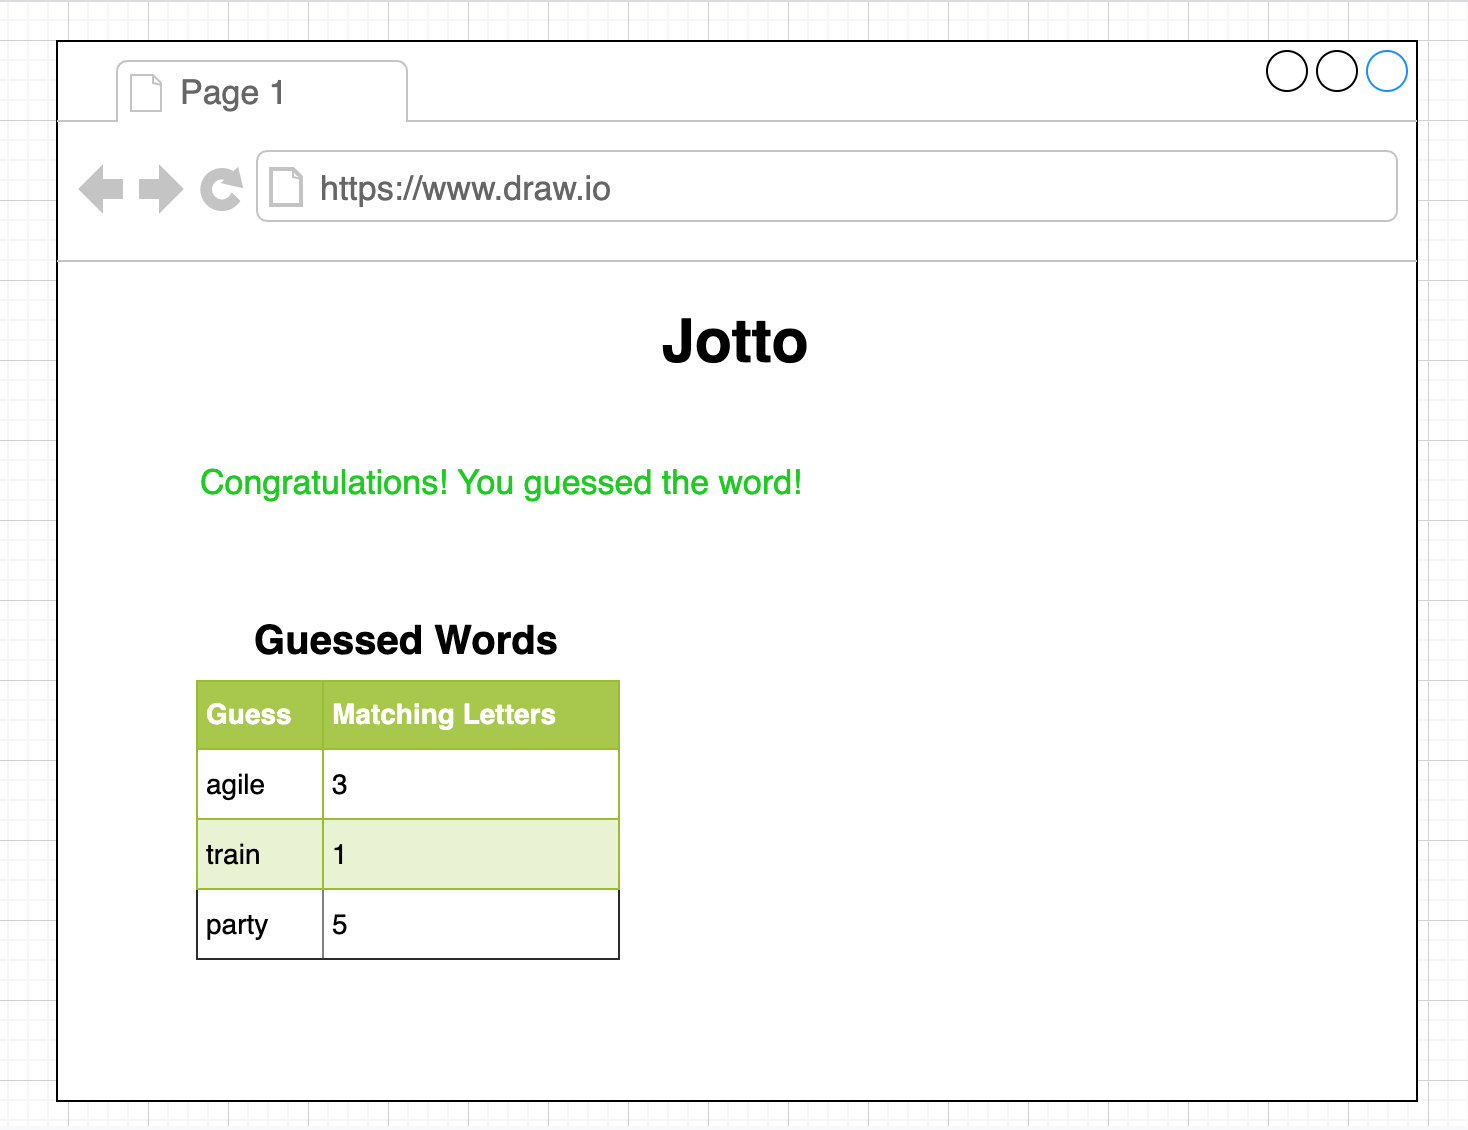 Page 1
https://www.draw.io
Jotto
Congratulations! You guessed the word!
Guessed Words
Guess Matching Letters
agile 3
train 1
party 5